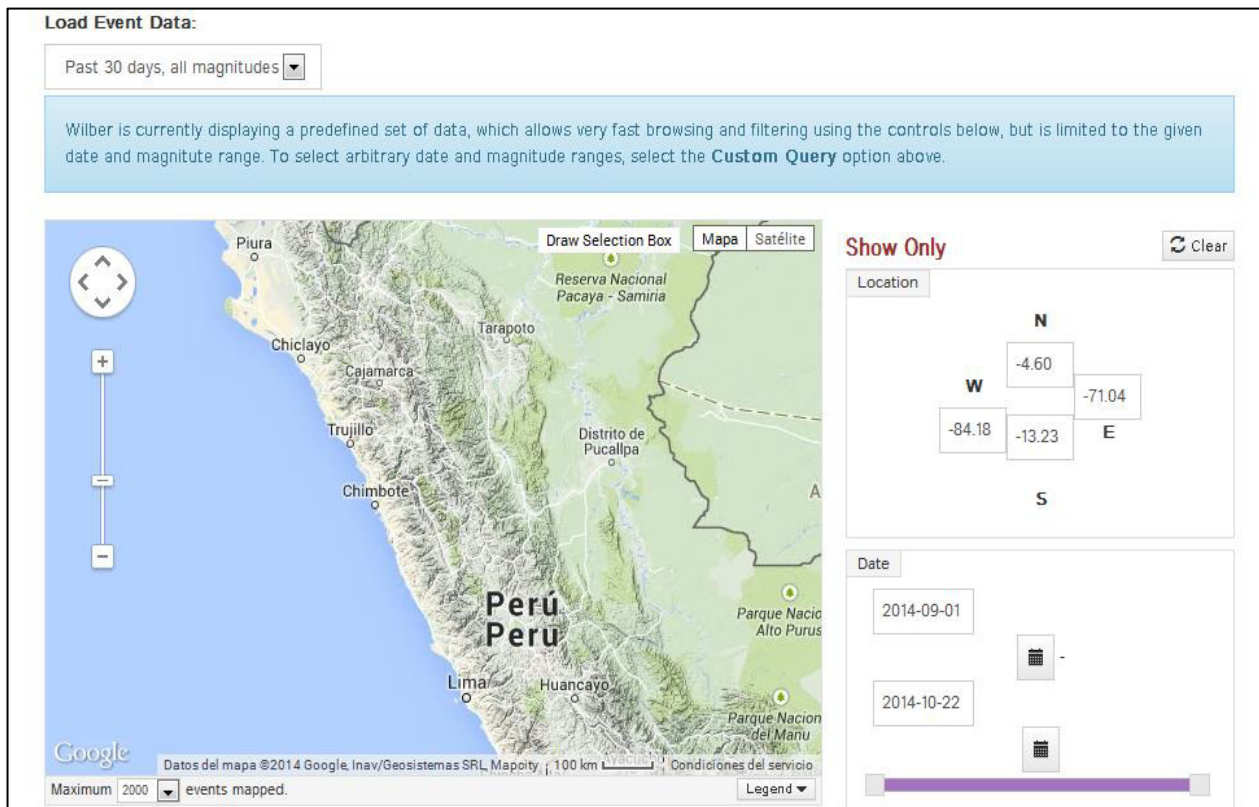 Load Event Data:
Past 30 days, all magnitudes
Wilber is currently displaying a predefined set of data, which allows very fast browsing and filtering using the controls below, but is limited to the given
date and magnitute range. To select arbitrary date and magnitude ranges, select the Custom Query option above.
Draw Selection Box
Mapa
Satélite
Piura
Reserva Nacional
Pacaya - Samiria
Tarapoto
Chiclayo
Cajamarca
Trujillo
Distrito de
Pucallpa
Chimbote
A
Perú
Peru
Parque Nacio
Alto Purus
Lima
Huancayo
Parque Nacion
del Manu
Ayacucho
Google
Datos del mapa ©2014 Google, Inav/Geosistemas SRL, Mapcity
100 km
Condiciones del servicio
Maximum 2000 events mapped.
Legend
Show Only
Clear
Location
N
-4.60
W
-71.04
-84.18
-13.23
E
S
Date
2014-09-01
-
2014-10-22